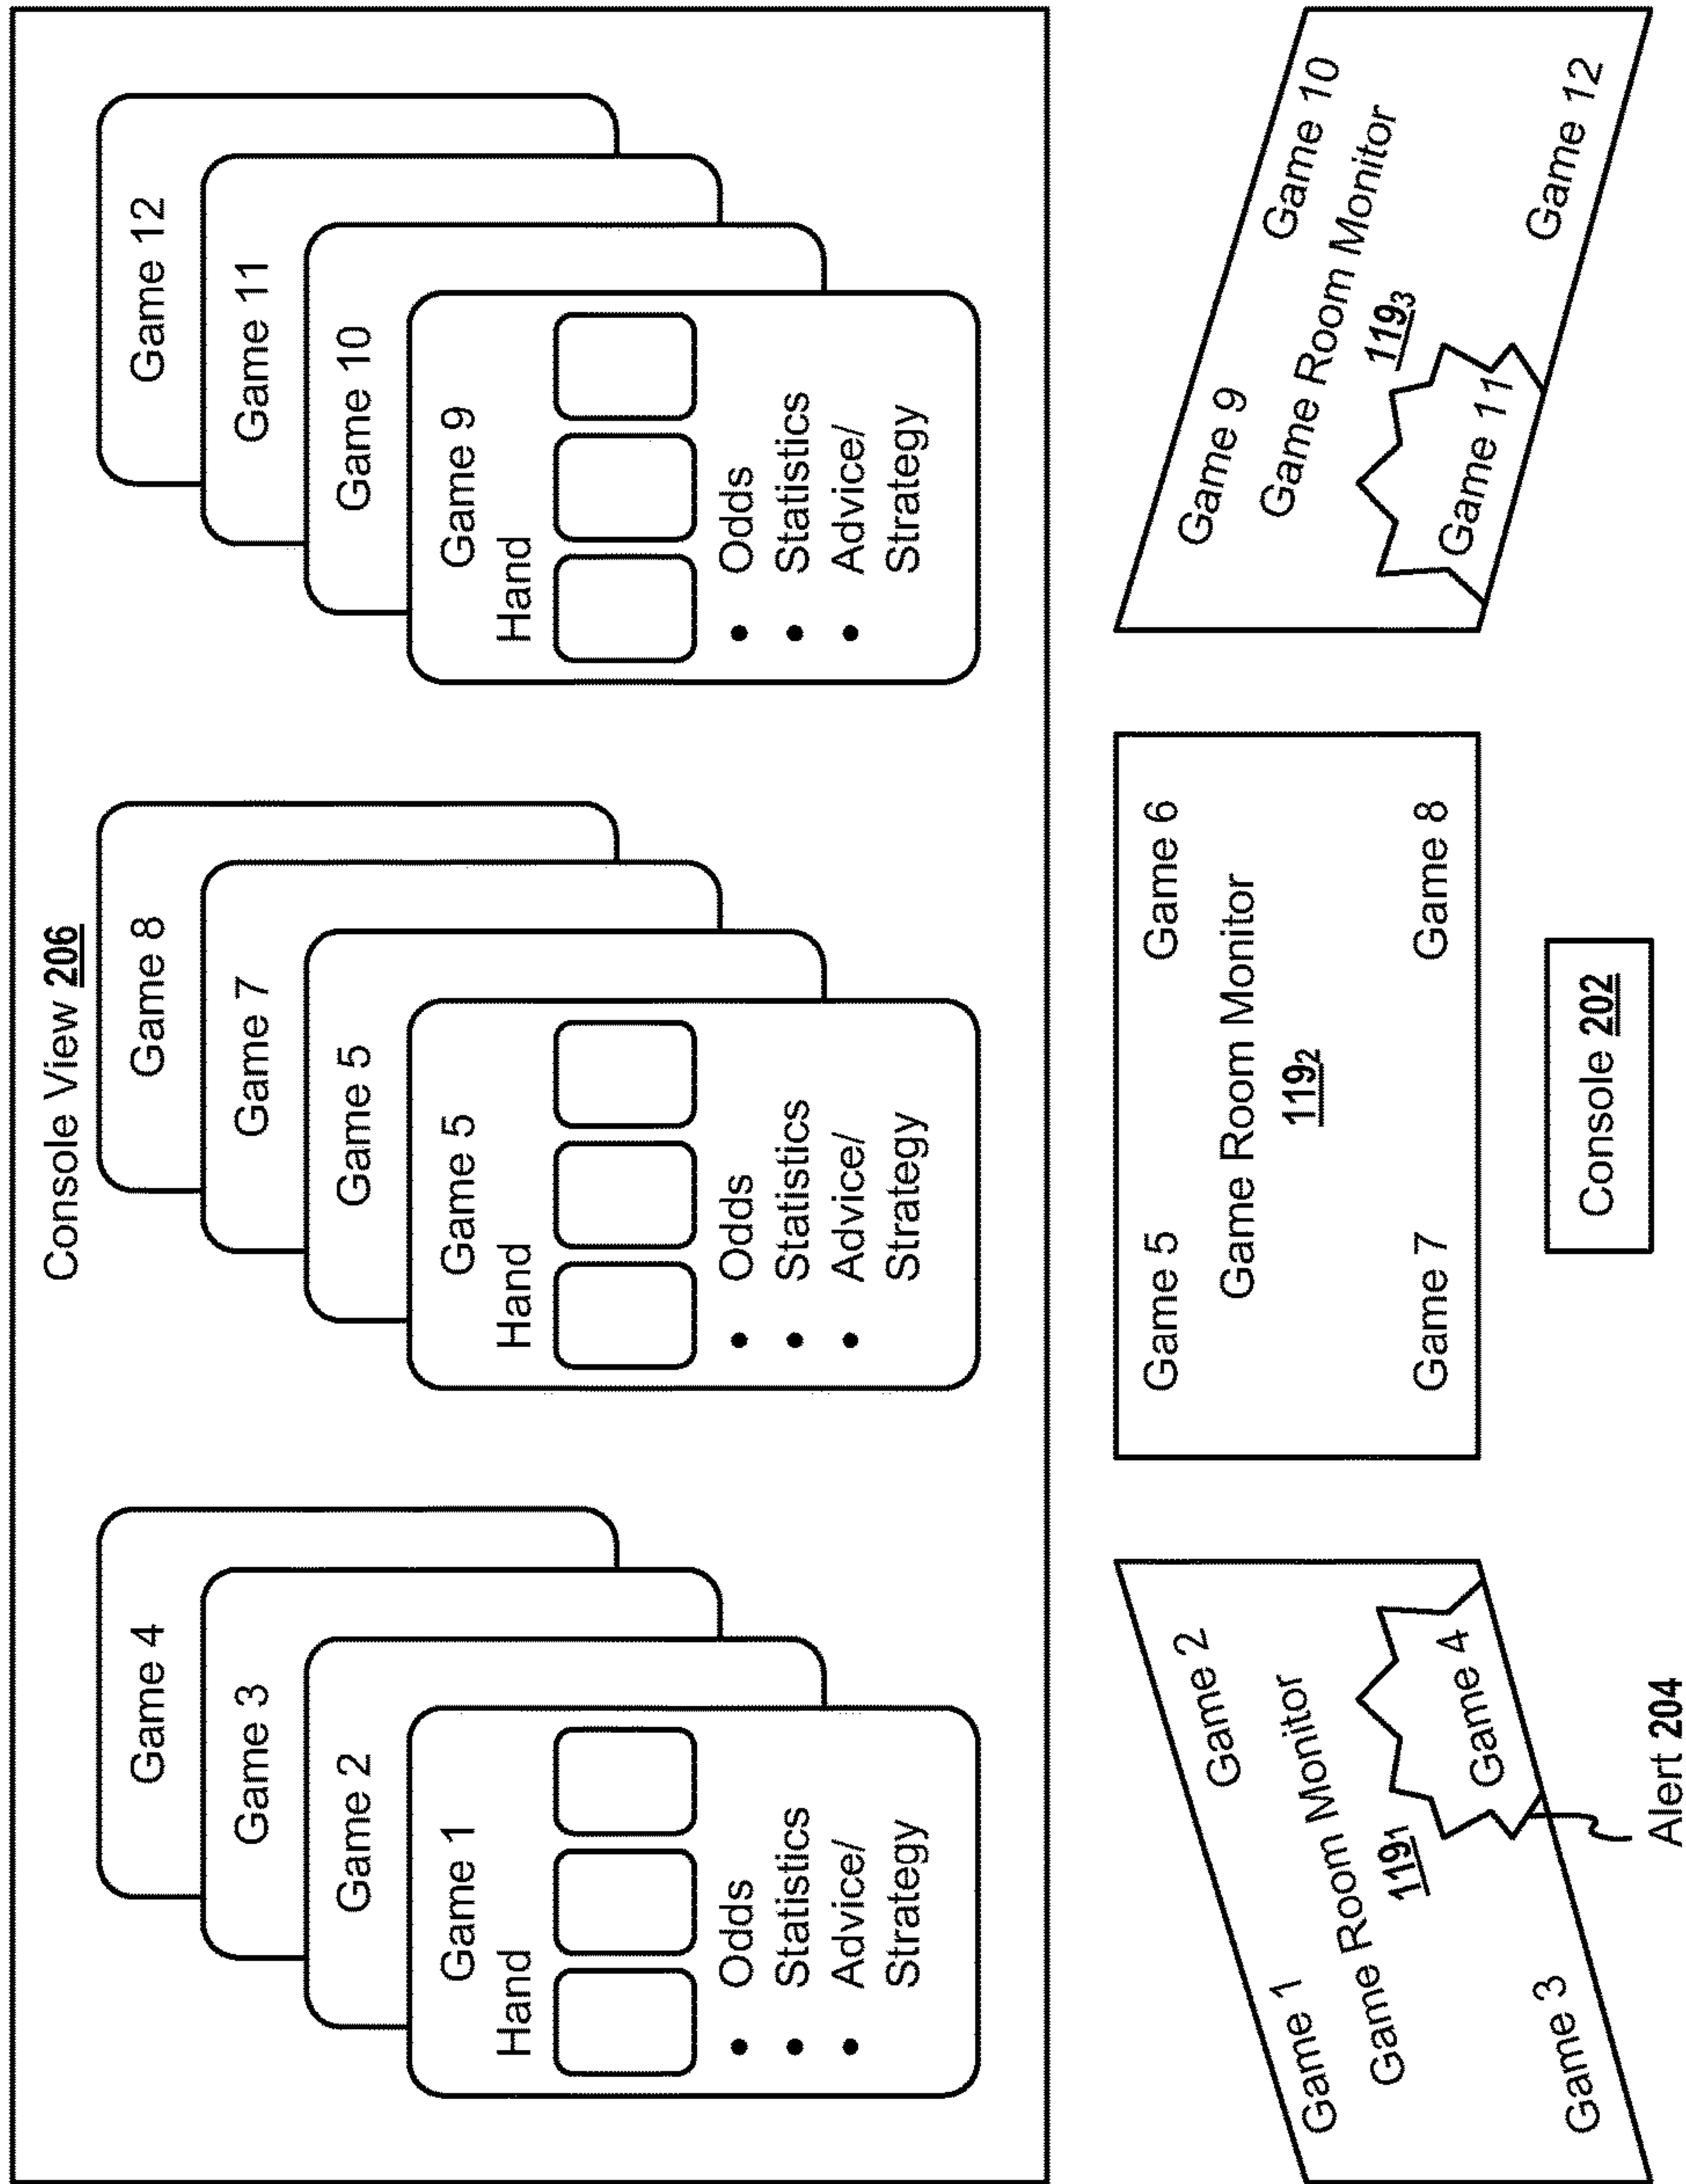 Console View 206
Game 4
Game 3
Game 2
Game 1
Hand
• Odds
• Statistics
• Advice/
Strategy
Game 8
Game 7
Game 5
Game 5
Hand
• Odds
• Statistics
• Advice/
Strategy
Game 12
Game 11
Game 10
Game 9
Hand
• Odds
• Statistics
• Advice/
Strategy
Game 1
Game 2
Game Room Monitor
119₁
Game 3
Game 4
Alert 204
Game 5
Game 6
Game Room Monitor
119₂
Game 7
Game 8
Console 202
Game 9
Game 10
Game Room Monitor
119₃
Game 11
Game 12